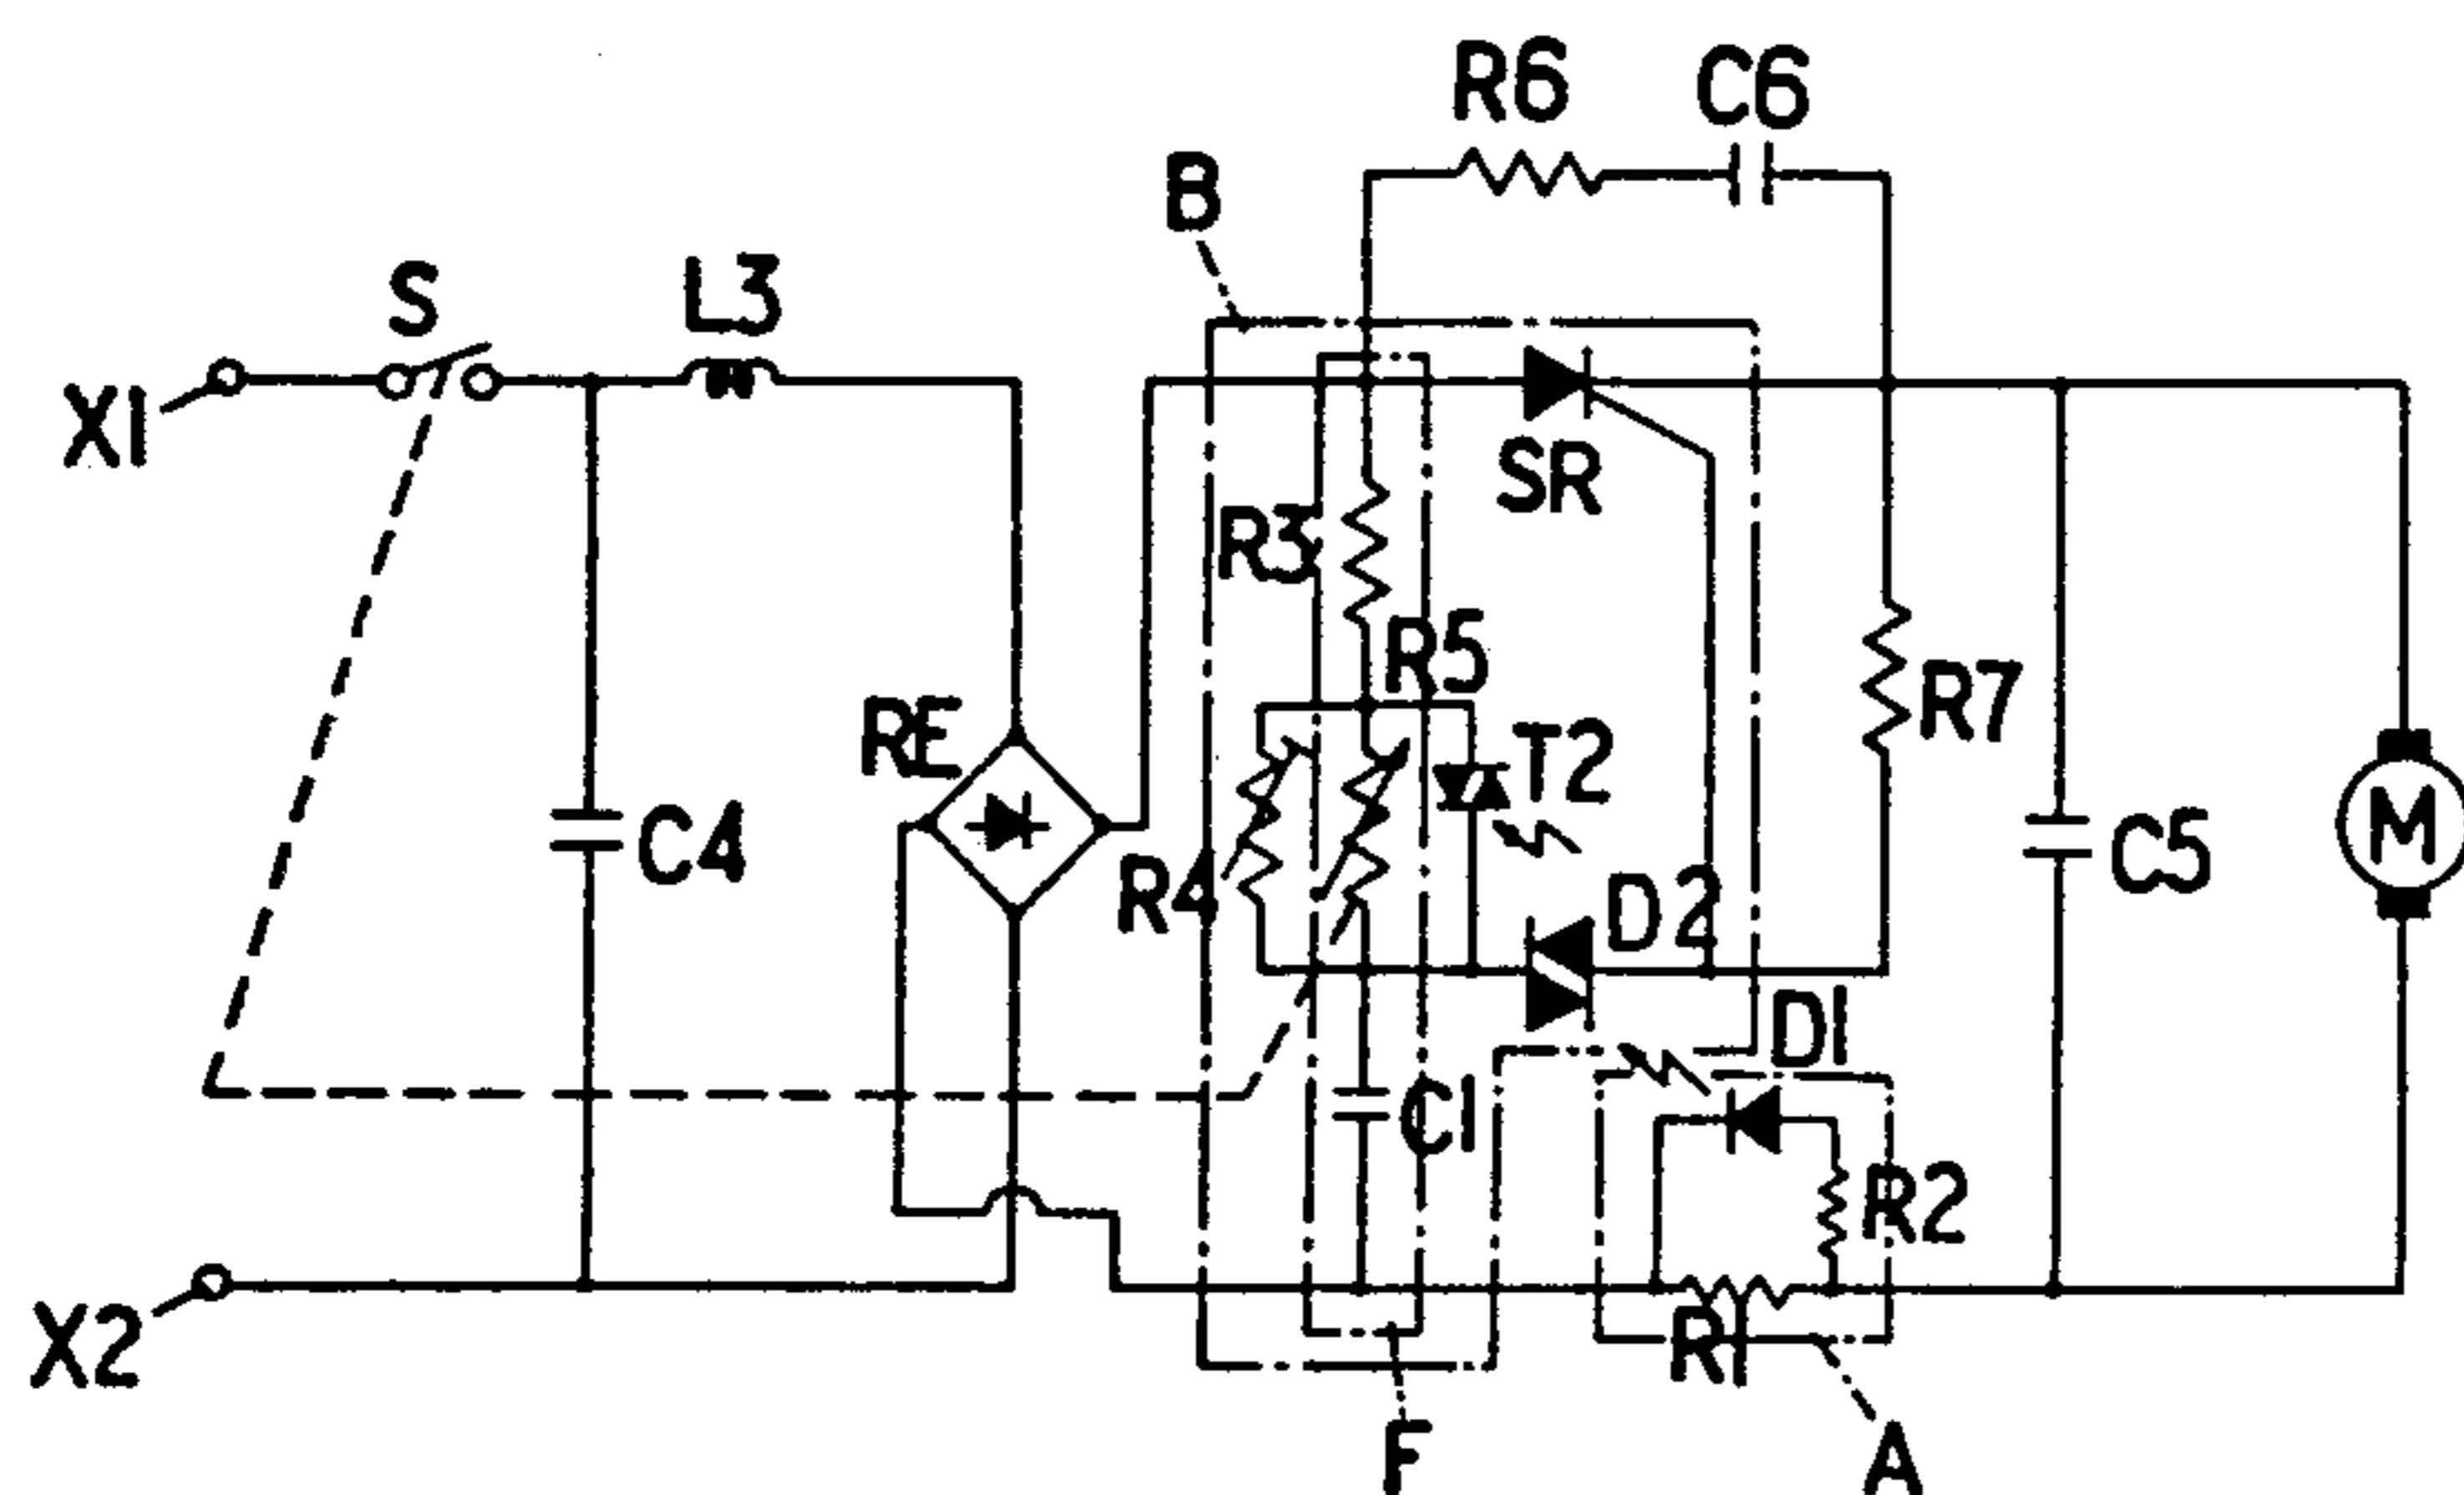 R6 C6
B
S L3
X1
SR
R3
R5
RE R7
T2
C4 R4 C5 M
D2
D1
C1
R2
X2 R1
F A